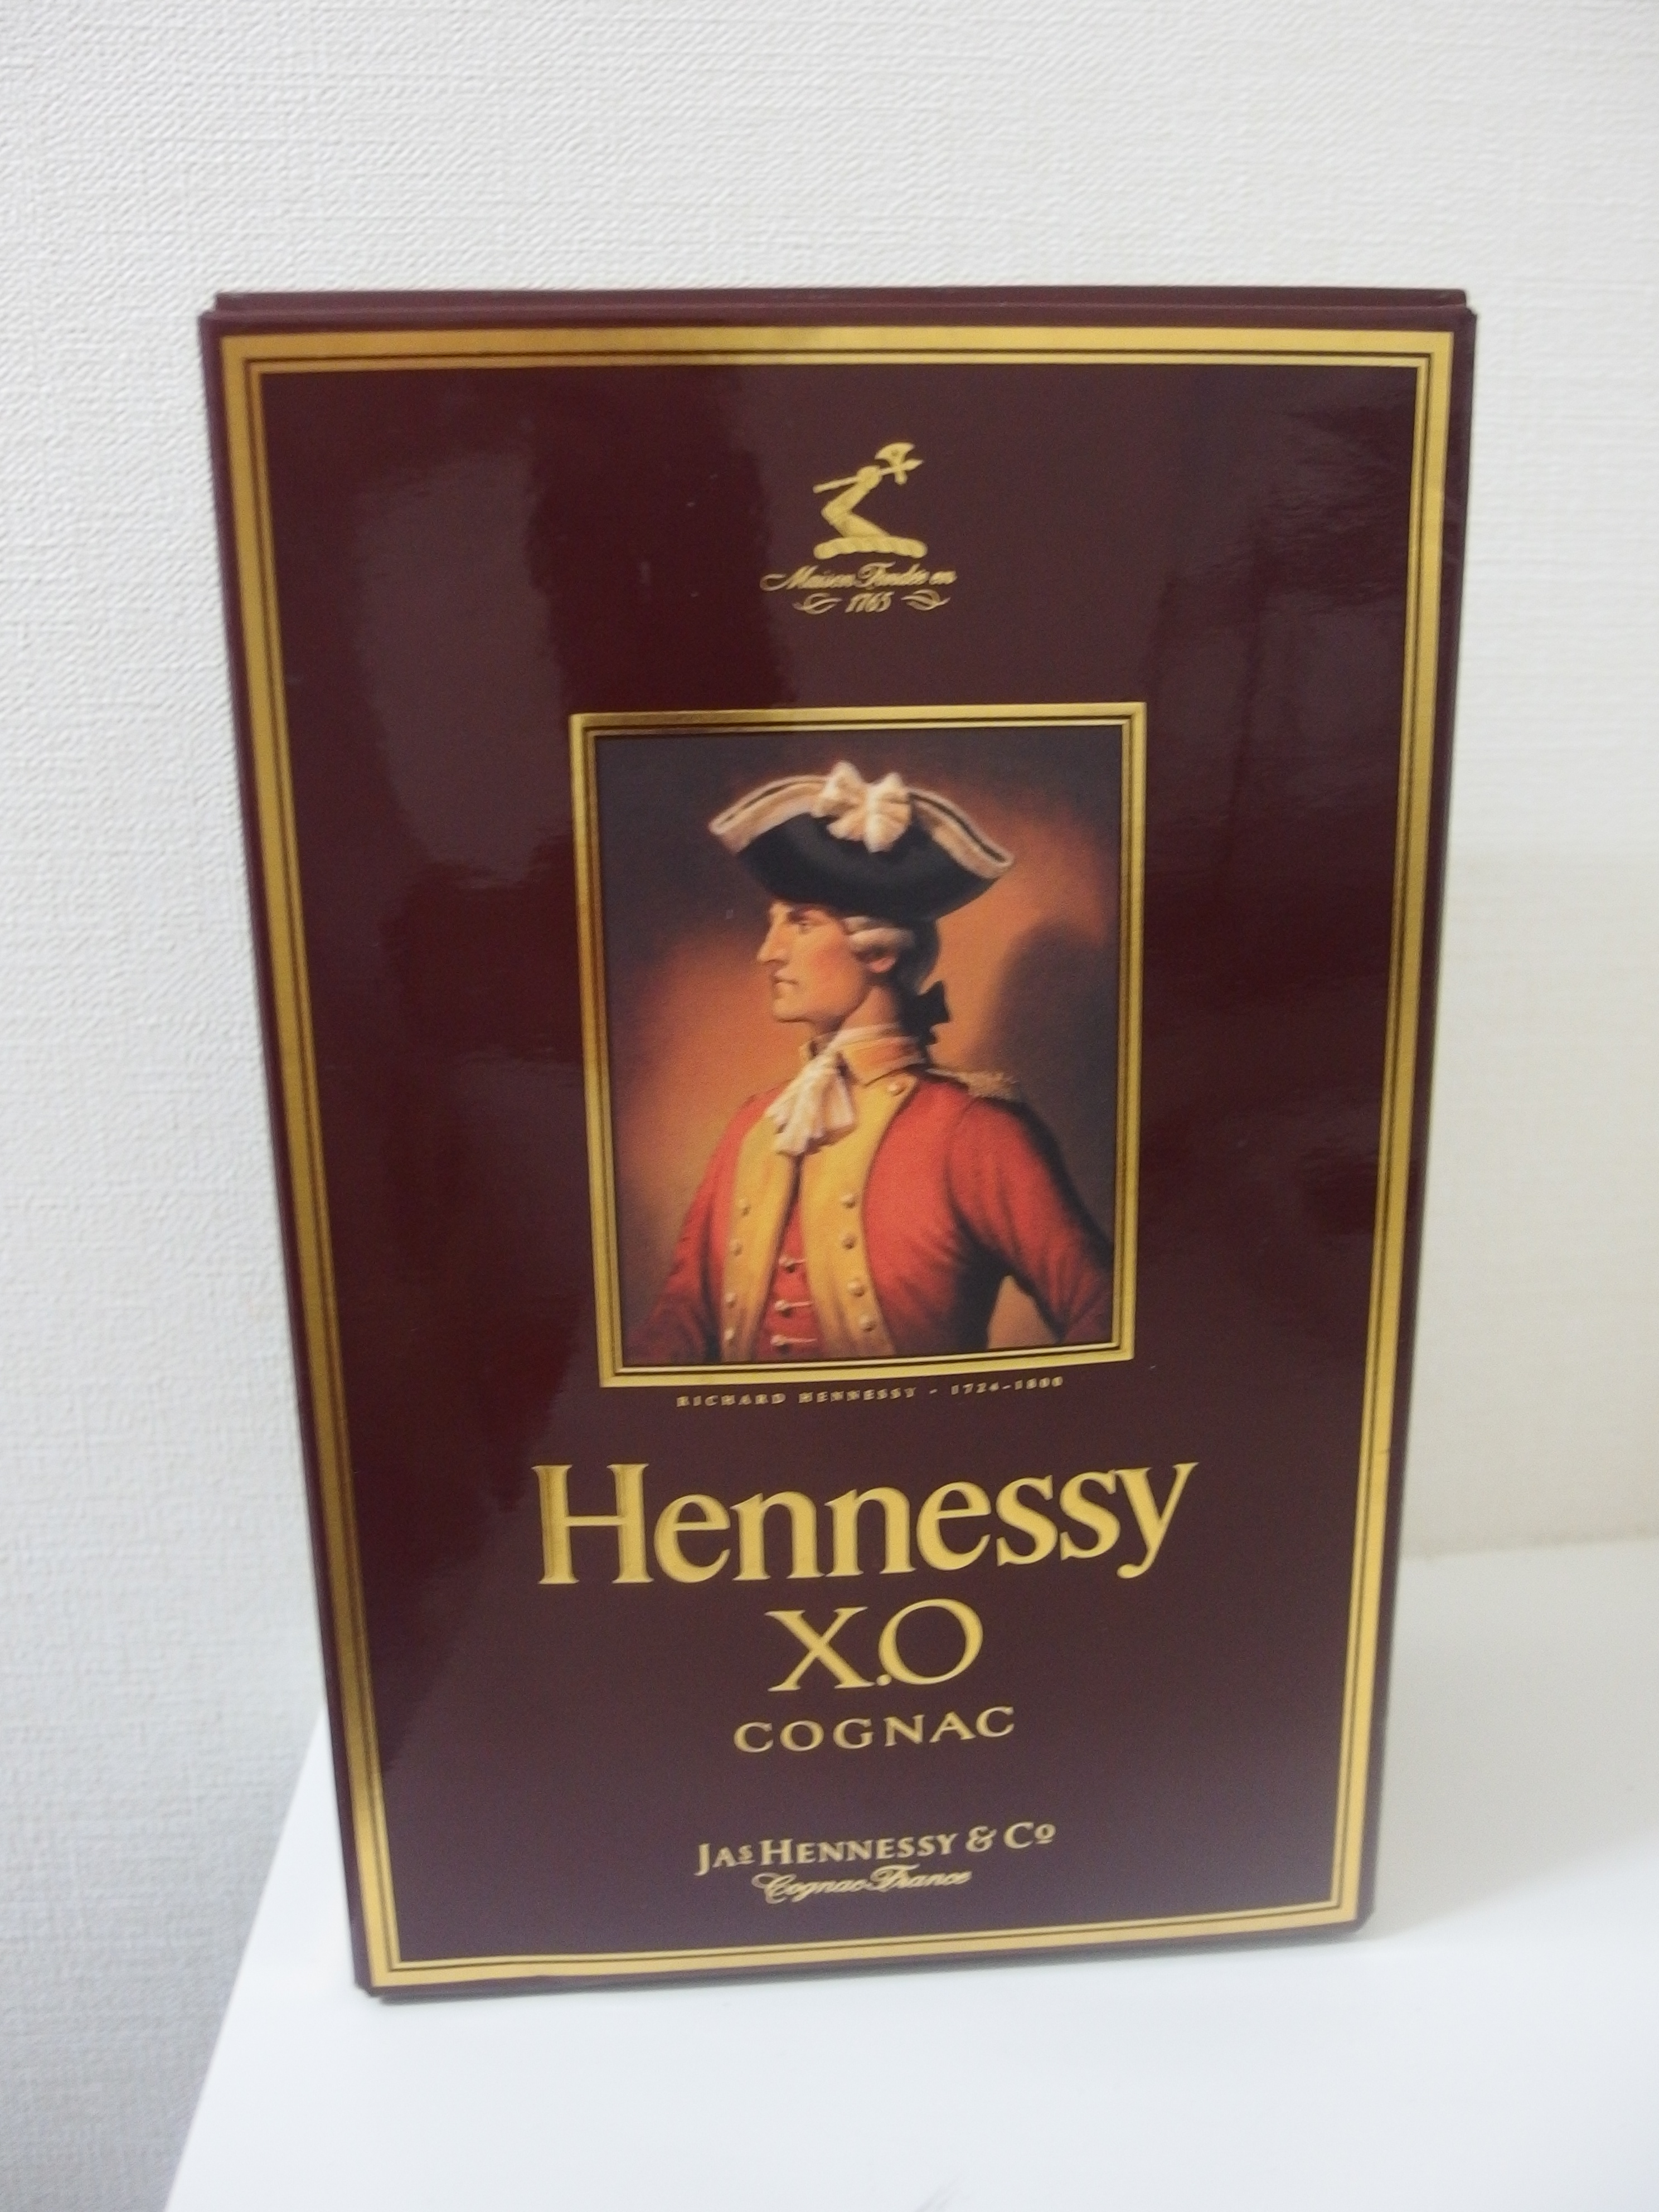 Maison Fondée en
1765
RICHARD HENNESSY - 1724-1800
Hennessy
X.O
COGNAC
JAS HENNESSY & Cº
Cognac France